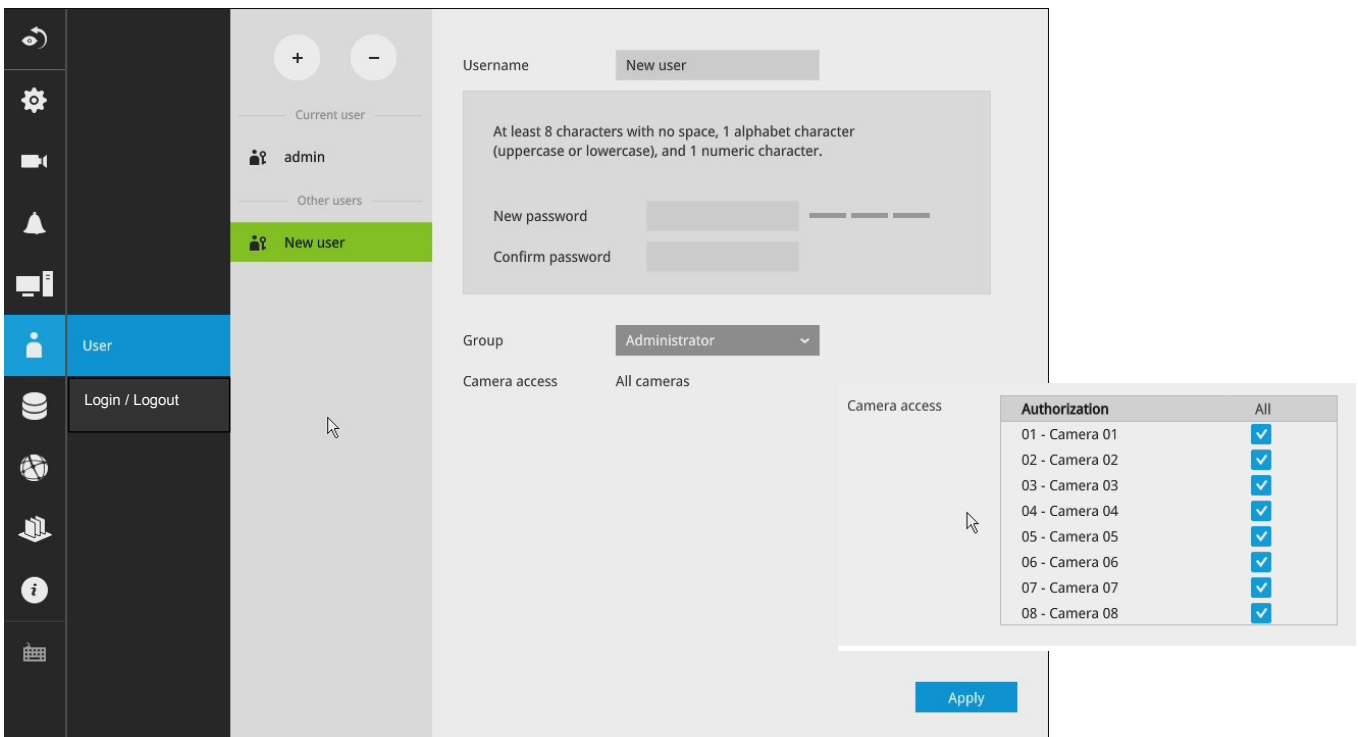 User
Login / Logout
+
−
Current user
admin
Other users
New user
Username
New user
At least 8 characters with no space, 1 alphabet character
(uppercase or lowercase), and 1 numeric character.
New password
Confirm password
Group
Administrator
Camera access
All cameras
Camera access
Authorization
All
01 - Camera 01
02 - Camera 02
03 - Camera 03
04 - Camera 04
05 - Camera 05
06 - Camera 06
07 - Camera 07
08 - Camera 08
Apply